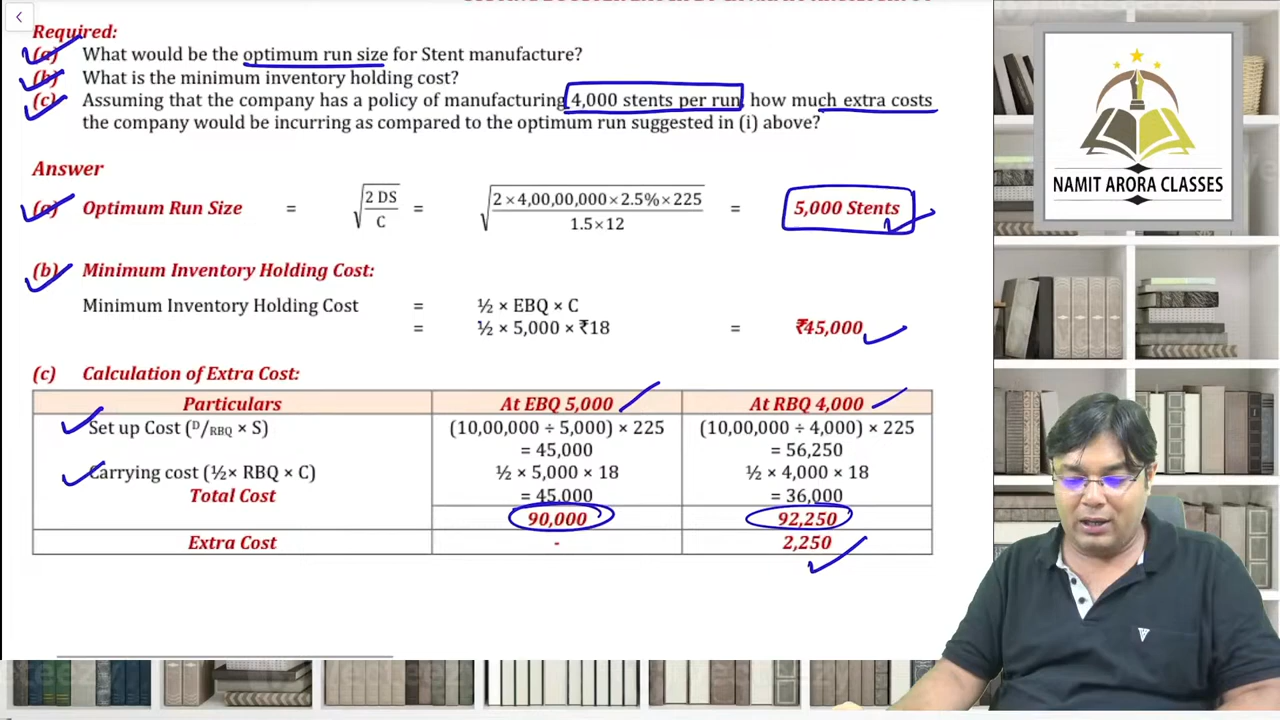 Required:
(a) What would be the optimum run size for Stent manufacture?
(b) What is the minimum inventory holding cost?
(c) Assuming that the company has a policy of manufacturing 4,000 stents per run, how much extra costs
the company would be incurring as compared to the optimum run suggested in (i) above?
Answer
(a) Optimum Run Size = √(2 DS / C) = √(2 × 4,00,00,000 × 2.5% × 225 / 1.5 × 12) = 5,000 Stents
(b) Minimum Inventory Holding Cost:
Minimum Inventory Holding Cost = ½ × EBQ × C
= ½ × 5,000 × ₹18 = ₹45,000
(c) Calculation of Extra Cost:
Particulars At EBQ 5,000 At RBQ 4,000
Set up Cost (D/RBQ × S) (10,00,000 ÷ 5,000) × 225 (10,00,000 ÷ 4,000) × 225
= 45,000 = 56,250
Carrying cost (½× RBQ × C) ½ × 5,000 × 18 ½ × 4,000 × 18
Total Cost = 45,000 = 36,000
90,000 92,250
Extra Cost - 2,250
NAMIT ARORA CLASSES